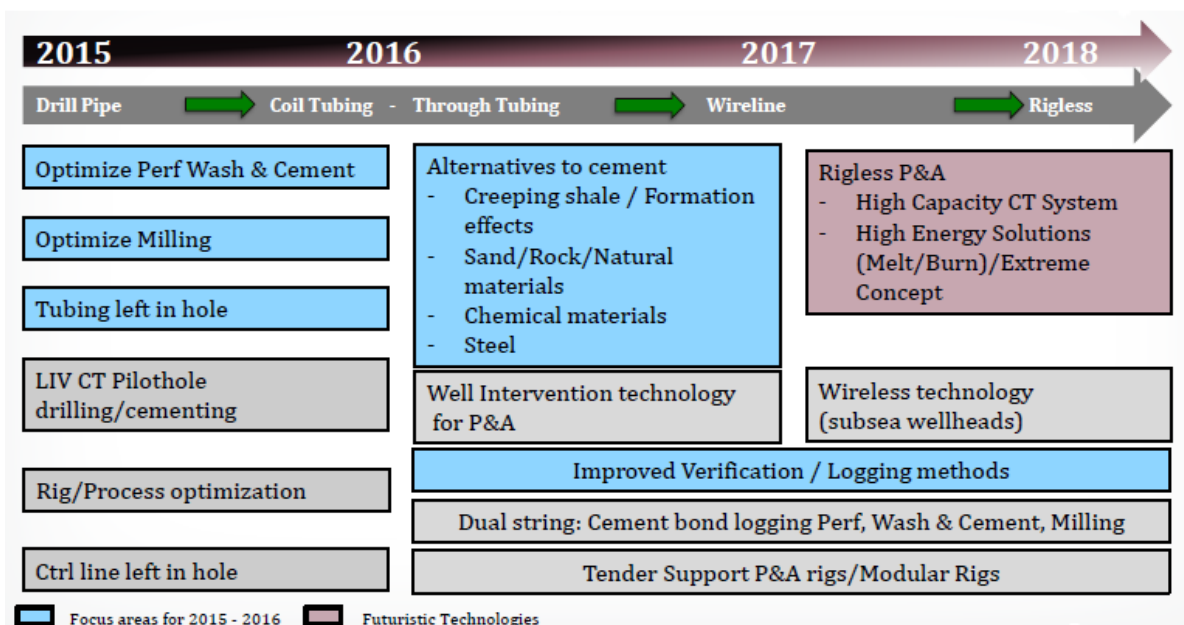 2015 2016 2017 2018
Drill Pipe Coil Tubing - Through Tubing Wireline Rigless
Optimize Perf Wash & Cement
Optimize Milling
Tubing left in hole
LIV CT Pilothole
drilling/cementing
Rig/Process optimization
Ctrl line left in hole
Alternatives to cement
- Creeping shale / Formation
effects
- Sand/Rock/Natural
materials
- Chemical materials
- Steel
Well Intervention technology
for P&A
Rigless P&A
- High Capacity CT System
- High Energy Solutions
(Melt/Burn)/Extreme
Concept
Wireless technology
(subsea wellheads)
Improved Verification / Logging methods
Dual string: Cement bond logging Perf, Wash & Cement, Milling
Tender Support P&A rigs/Modular Rigs
Focus areas for 2015 - 2016 Futuristic Technologies